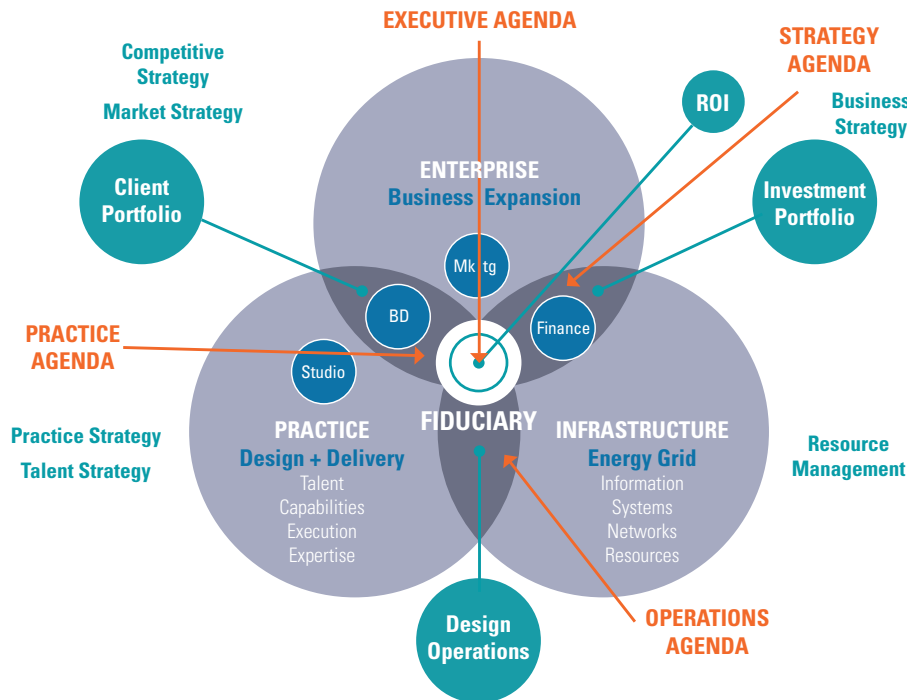 EXECUTIVE AGENDA
STRATEGY
AGENDA
Competitive
Strategy
Market Strategy
ROI
Business
Strategy
Client
Portfolio
ENTERPRISE
Business Expansion
Investment
Portfolio
Mktg
BD
Finance
PRACTICE
AGENDA
Studio
FIDUCIARY
Practice Strategy
Talent Strategy
PRACTICE
Design + Delivery
Talent
Capabilities
Execution
Expertise
INFRASTRUCTURE
Energy Grid
Information
Systems
Networks
Resources
Resource
Management
Design
Operations
OPERATIONS
AGENDA